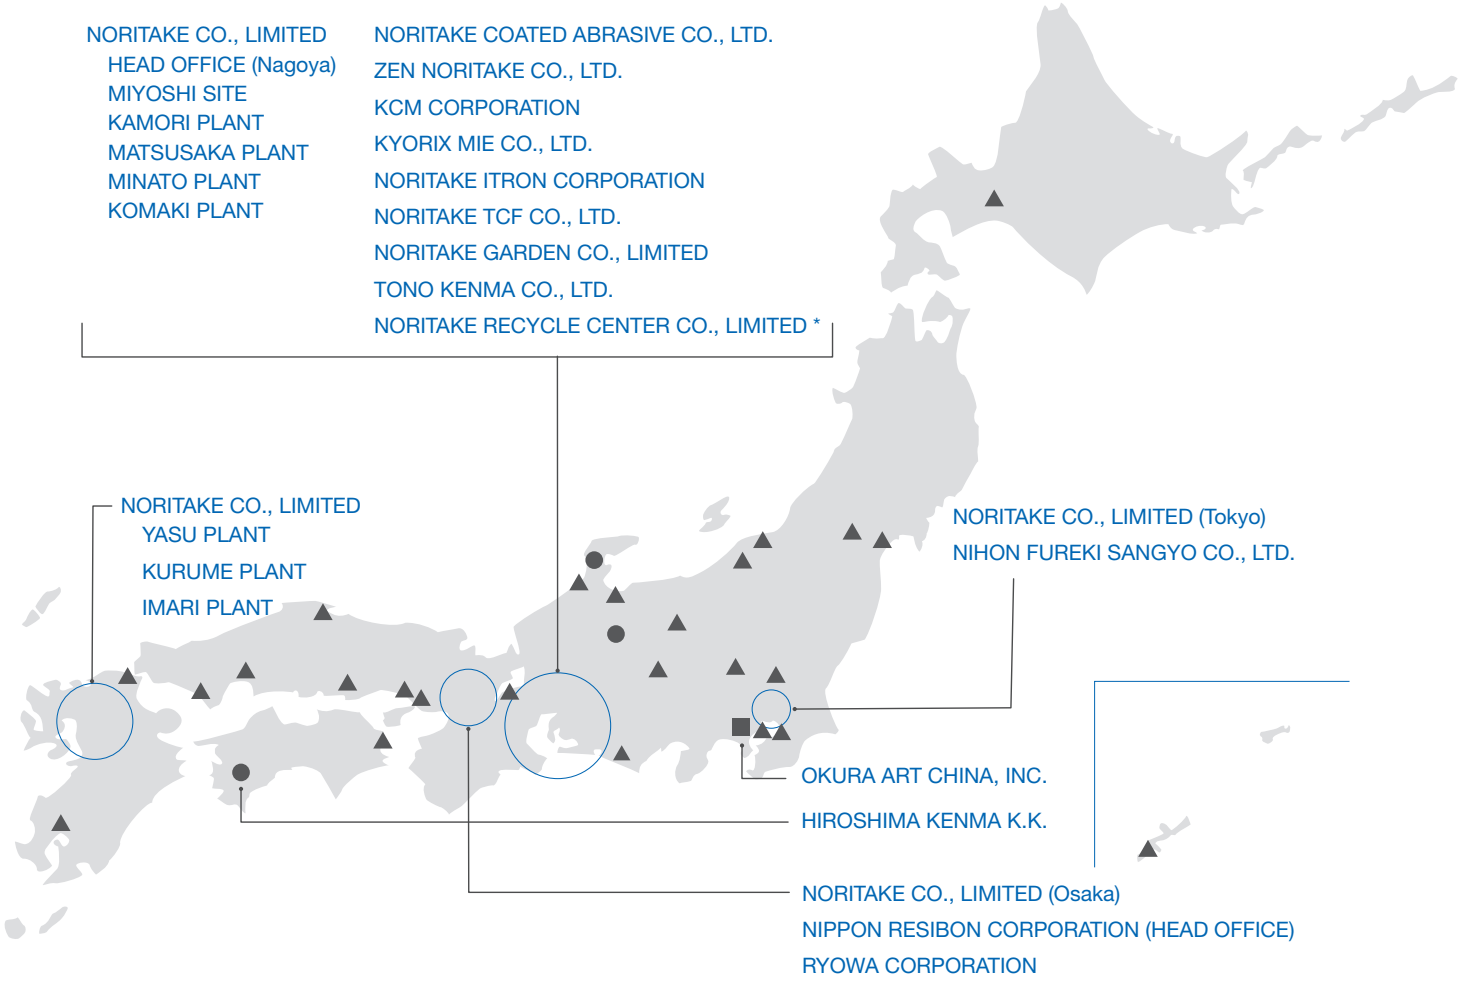 NORITAKE CO., LIMITED
HEAD OFFICE (Nagoya)
MIYOSHI SITE
KAMORI PLANT
MATSUSAKA PLANT
MINATO PLANT
KOMAKI PLANT
NORITAKE COATED ABRASIVE CO., LTD.
ZEN NORITAKE CO., LTD.
KCM CORPORATION
KYORIX MIE CO., LTD.
NORITAKE ITRON CORPORATION
NORITAKE TCF CO., LTD.
NORITAKE GARDEN CO., LIMITED
TONO KENMA CO., LTD.
NORITAKE RECYCLE CENTER CO., LIMITED *
NORITAKE CO., LIMITED
YASU PLANT
KURUME PLANT
IMARI PLANT
NORITAKE CO., LIMITED (Tokyo)
NIHON FUREKI SANGYO CO., LTD.
OKURA ART CHINA, INC.
HIROSHIMA KENMA K.K.
NORITAKE CO., LIMITED (Osaka)
NIPPON RESIBON CORPORATION (HEAD OFFICE)
RYOWA CORPORATION